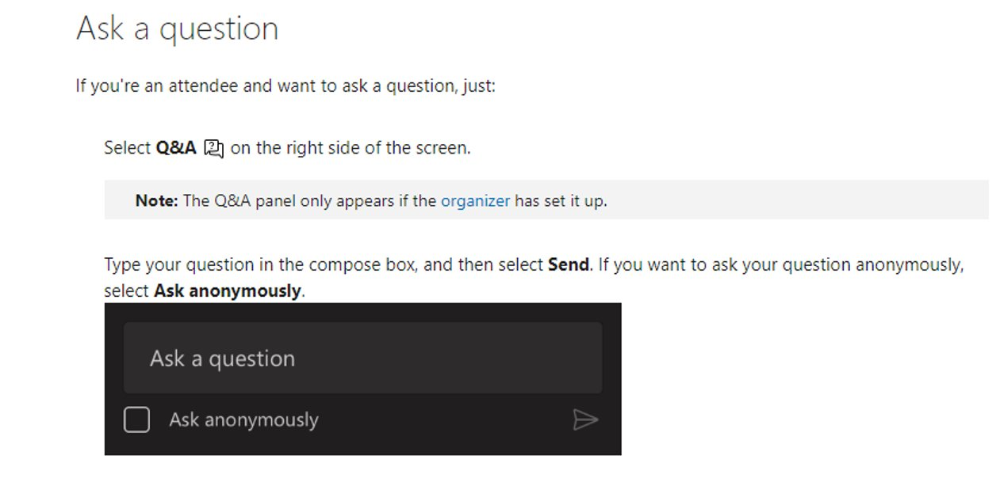 Ask a question
If you're an attendee and want to ask a question, just:
Select Q&A on the right side of the screen.
Note: The Q&A panel only appears if the organizer has set it up.
Type your question in the compose box, and then select Send. If you want to ask your question anonymously,
select Ask anonymously.
Ask a question
Ask anonymously